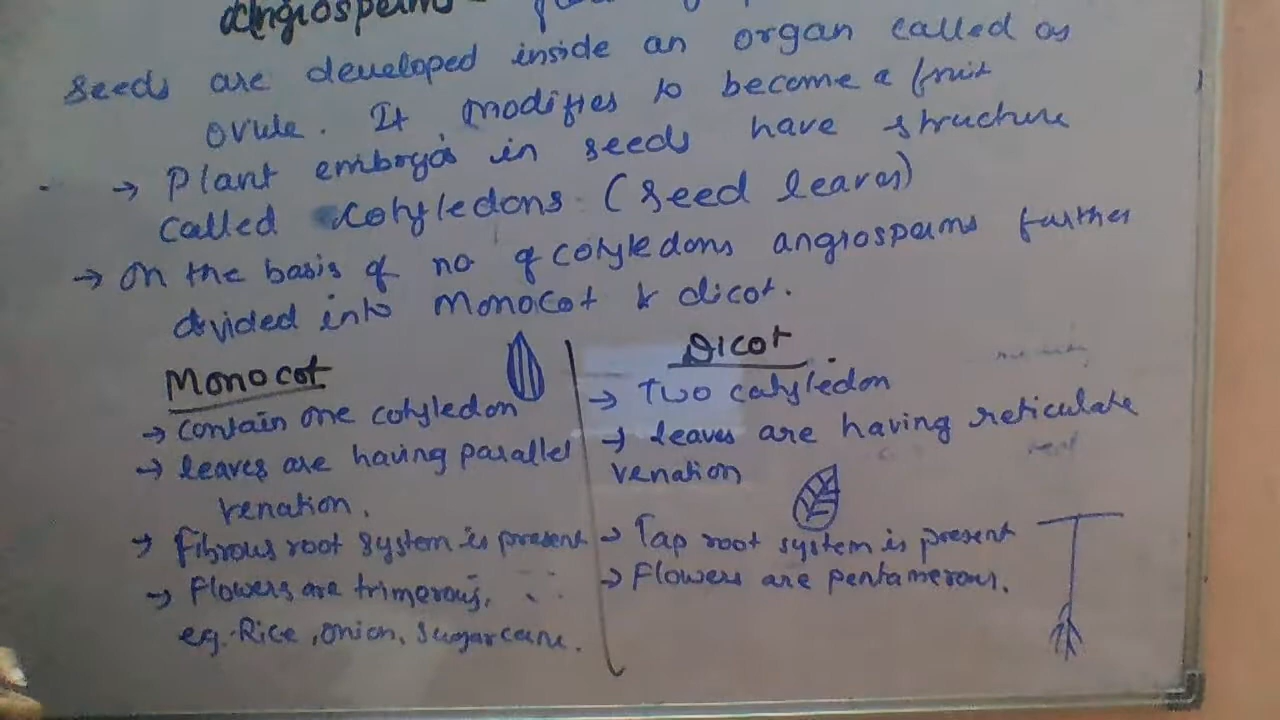 Angiosperms -
seeds are developed inside an organ called as
ovule. It modifies to become a fruit
→ Plant embryo's in seeds have structure
called cotyledons (seed leaves)
→ On the basis of no of cotyledons angiosperms further
divided into monocot & dicot.
Monocot
→ contain one cotyledon
→ leaves are having parallel
venation.
→ Fibrous root system is present
→ Flowers are trimerous.
eg. Rice, onion, Sugarcane.
Dicot
→ Two cotyledon
→ leaves are having reticulate
venation
→ Tap root system is present
→ Flowers are pentamerous.